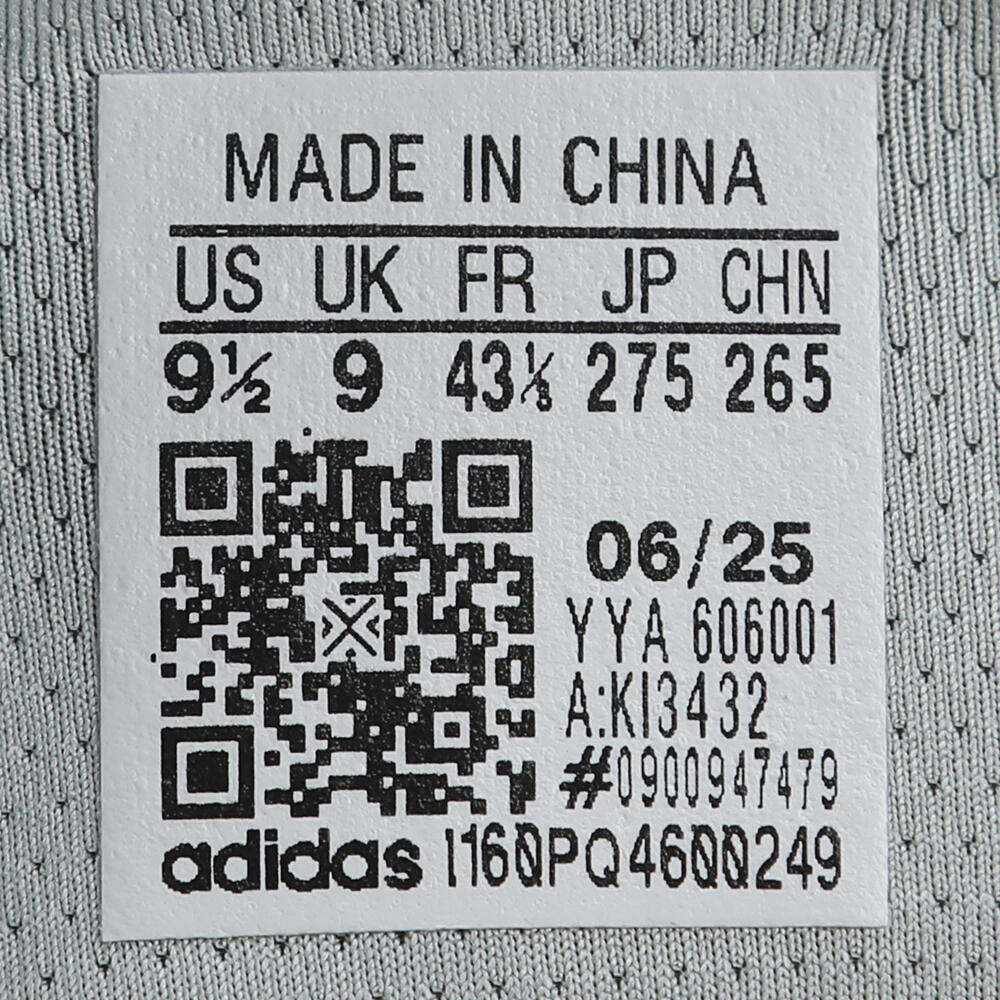 MADE IN CHINA
US UK FR JP CHN
9½ 9 43⅓ 275 265
06/25
YYA 606001
A:KI3432
#0900947479
adidas I160PQ4600249